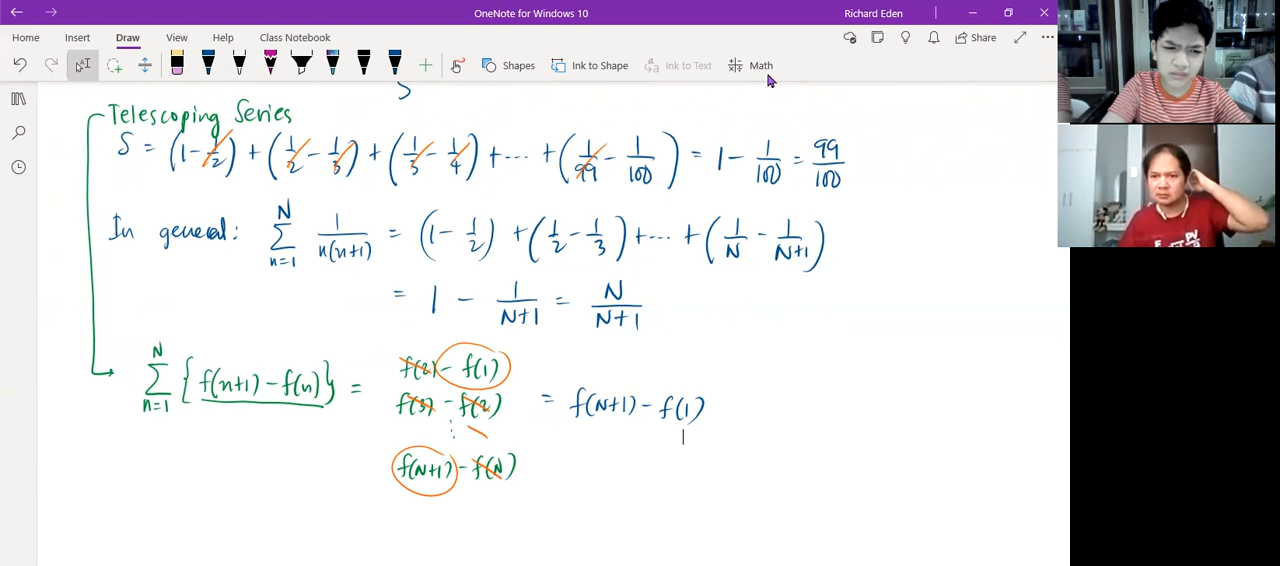 OneNote for Windows 10
Richard Eden
Home Insert Draw View Help Class Notebook
Share
Shapes Ink to Shape Ink to Text Math
S
Telescoping Series
S = (1 - 1/2) + (1/2 - 1/3) + (1/3 - 1/4) + ... + (1/99 - 1/100) = 1 - 1/100 = 99/100
In general: N ∑ n=1 1/n(n+1) = (1 - 1/2) + (1/2 - 1/3) + ... + (1/N - 1/N+1)
= 1 - 1/N+1 = N/N+1
N ∑ n=1 {f(n+1) - f(n)} = f(2) - f(1)
f(3) - f(2) = f(N+1) - f(1)
⋮
f(N+1) - f(N)